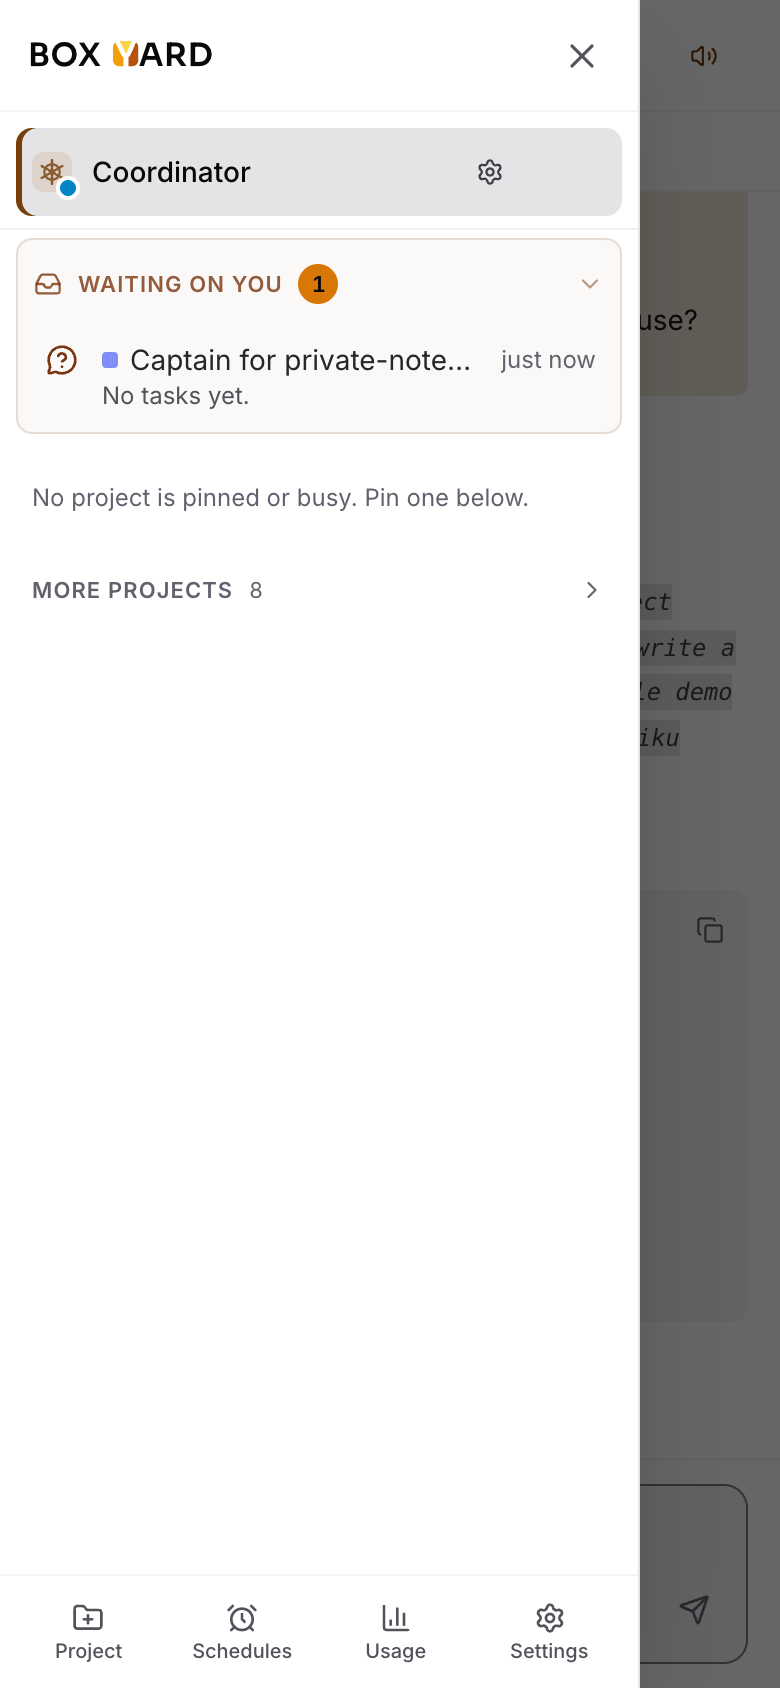 BOX YARD
Coordinator
WAITING ON YOU 1
Captain for private-note... just now
No tasks yet.
No project is pinned or busy. Pin one below.
MORE PROJECTS 8
Project Schedules Usage Settings
use?
ect
write a
le demo
iku